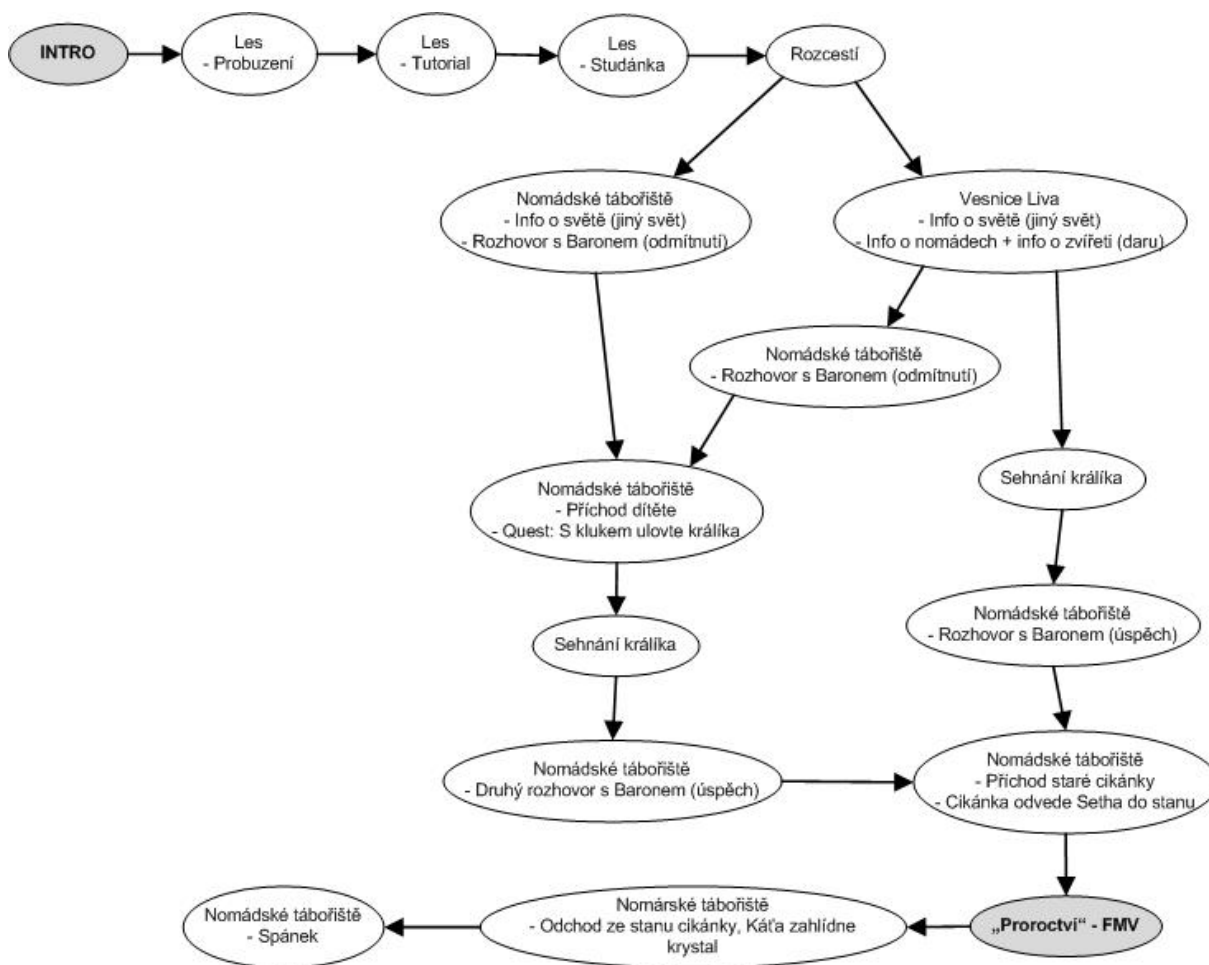 INTRO
Les
- Probuzení
Les
- Tutorial
Les
- Studánka
Rozcestí
Nomádské tábořiště
- Info o světě (jiný svět)
- Rozhovor s Baronem (odmítnutí)
Vesnice Liva
- Info o světě (jiný svět)
- Info o nomádech + info o zvířeti (daru)
Nomádské tábořiště
- Rozhovor s Baronem (odmítnutí)
Nomádské tábořiště
- Příchod dítěte
- Quest: S klukem ulovte králíka
Sehnání králíka
Sehnání králíka
Nomádské tábořiště
- Rozhovor s Baronem (úspěch)
Nomádské tábořiště
- Druhý rozhovor s Baronem (úspěch)
Nomádské tábořiště
- Příchod staré cikánky
- Cikánka odvede Setha do stanu
Nomádské tábořiště
- Spánek
Nomárské tábořiště
- Odchod ze stanu cikánky, Káťa zahlídne
krystal
„Proroctví“ - FMV